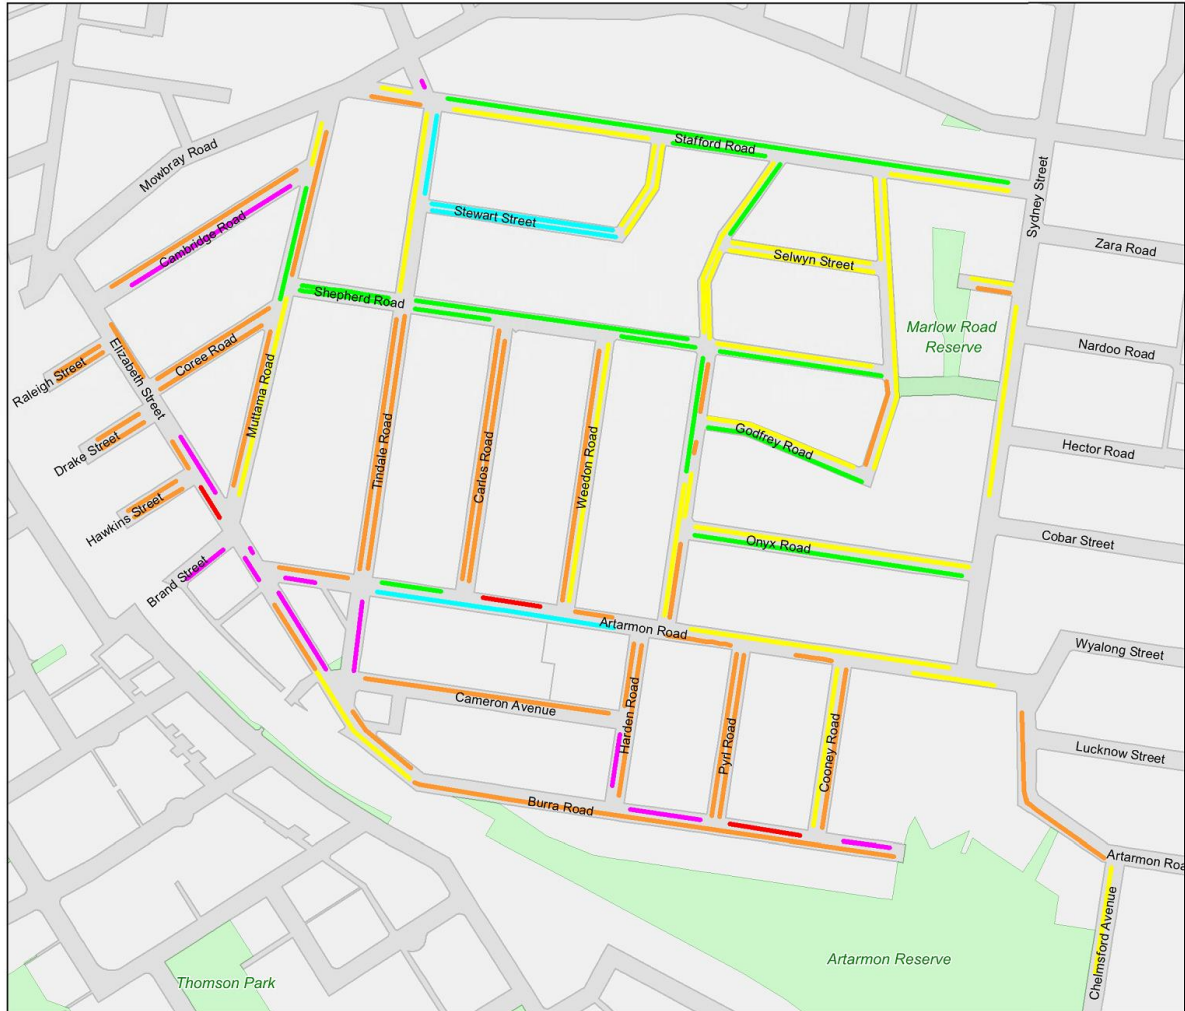 Stafford Road
Mowbray Road
Sydney Street
Stewart Street
Cambridge Road
Zara Road
Selwyn Street
Shepherd Road
Marlow Road
Reserve
Nardoo Road
Coree Road
Raleigh Street
Elizabeth Street
Muttama Road
Drake Street
Tindale Road
Carlos Road
Weedon Road
Godfrey Road
Hector Road
Hawkins Street
Onyx Road
Cobar Street
Brand Street
Artarmon Road
Wyalong Street
Cameron Avenue
Harden Road
Pyrl Road
Cooney Road
Lucknow Street
Burra Road
Artarmon Roa
Chelmsford Avenue
Artarmon Reserve
Thomson Park